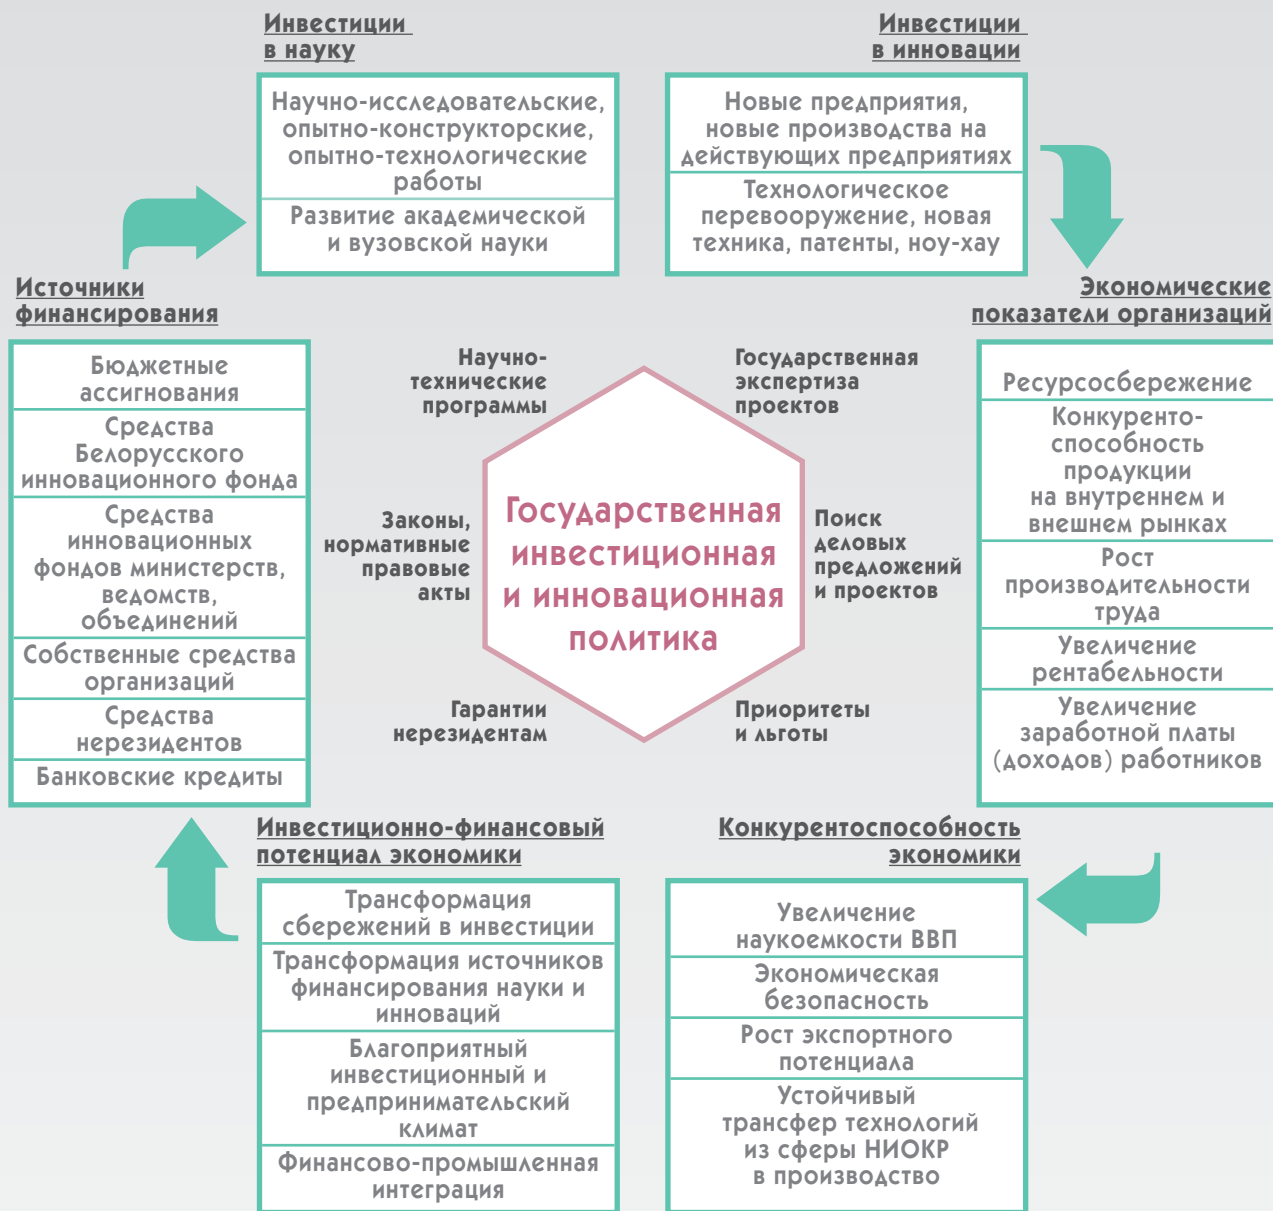 Инвестиции
в науку
Научно-исследовательские,
опытно-конструкторские,
опытно-технологические
работы
Развитие академической
и вузовской науки
Инвестиции
в инновации
Новые предприятия,
новые производства на
действующих предприятиях
Технологическое
перевооружение, новая
техника, патенты, ноу-хау
Источники
финансирования
Бюджетные
ассигнования
Средства
Белорусского
инновационного фонда
Средства
инновационных
фондов министерств,
ведомств,
объединений
Собственные средства
организаций
Средства
нерезидентов
Банковские кредиты
Научно-
технические
программы
Законы,
нормативные
правовые
акты
Гарантии
нерезидентам
Государственная
инвестиционная
и инновационная
политика
Государственная
экспертиза
проектов
Поиск
деловых
предложений
и проектов
Приоритеты
и льготы
Экономические
показатели организаций
Ресурсосбережение
Конкуренто-
способность
продукции
на внутреннем и
внешнем рынках
Рост
производительности
труда
Увеличение
рентабельности
Увеличение
заработной платы
(доходов) работников
Инвестиционно-финансовый
потенциал экономики
Трансформация
сбережений в инвестиции
Трансформация источников
финансирования науки и
инноваций
Благоприятный
инвестиционный и
предпринимательский
климат
Финансово-промышленная
интеграция
Конкурентоспособность
экономики
Увеличение
наукоемкости ВВП
Экономическая
безопасность
Рост экспортного
потенциала
Устойчивый
трансфер технологий
из сферы НИОКР
в производство